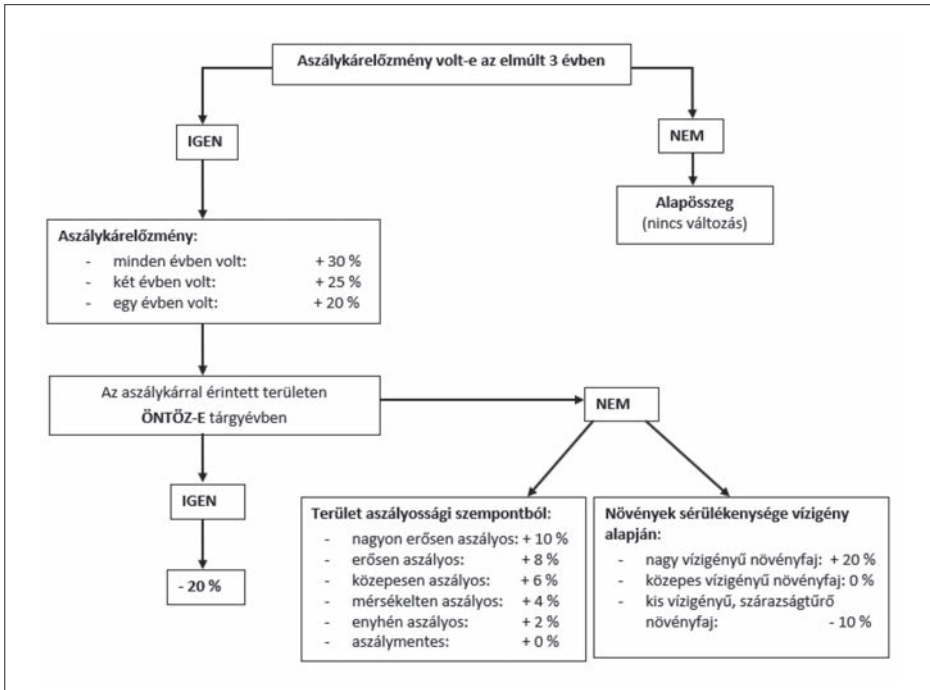 Aszálykárelőzmény volt-e az elmúlt 3 évben
IGEN
NEM
Alapösszeg
(nincs változás)
Aszálykárelőzmény:
- minden évben volt: + 30 %
- két évben volt: + 25 %
- egy évben volt: + 20 %
Az aszálykárral érintett területen
ÖNTÖZ-E tárgyévben
NEM
IGEN
- 20 %
Terület aszályossági szempontból:
- nagyon erősen aszályos: + 10 %
- erősen aszályos: + 8 %
- közepesen aszályos: + 6 %
- mérsékelten aszályos: + 4 %
- enyhén aszályos: + 2 %
- aszálymentes: + 0 %
Növények sérülékenysége vízigény
alapján:
- nagy vízigényű növényfaj: + 20 %
- közepes vízigényű növényfaj: 0 %
- kis vízigényű, szárazságtűrő
növényfaj: - 10 %